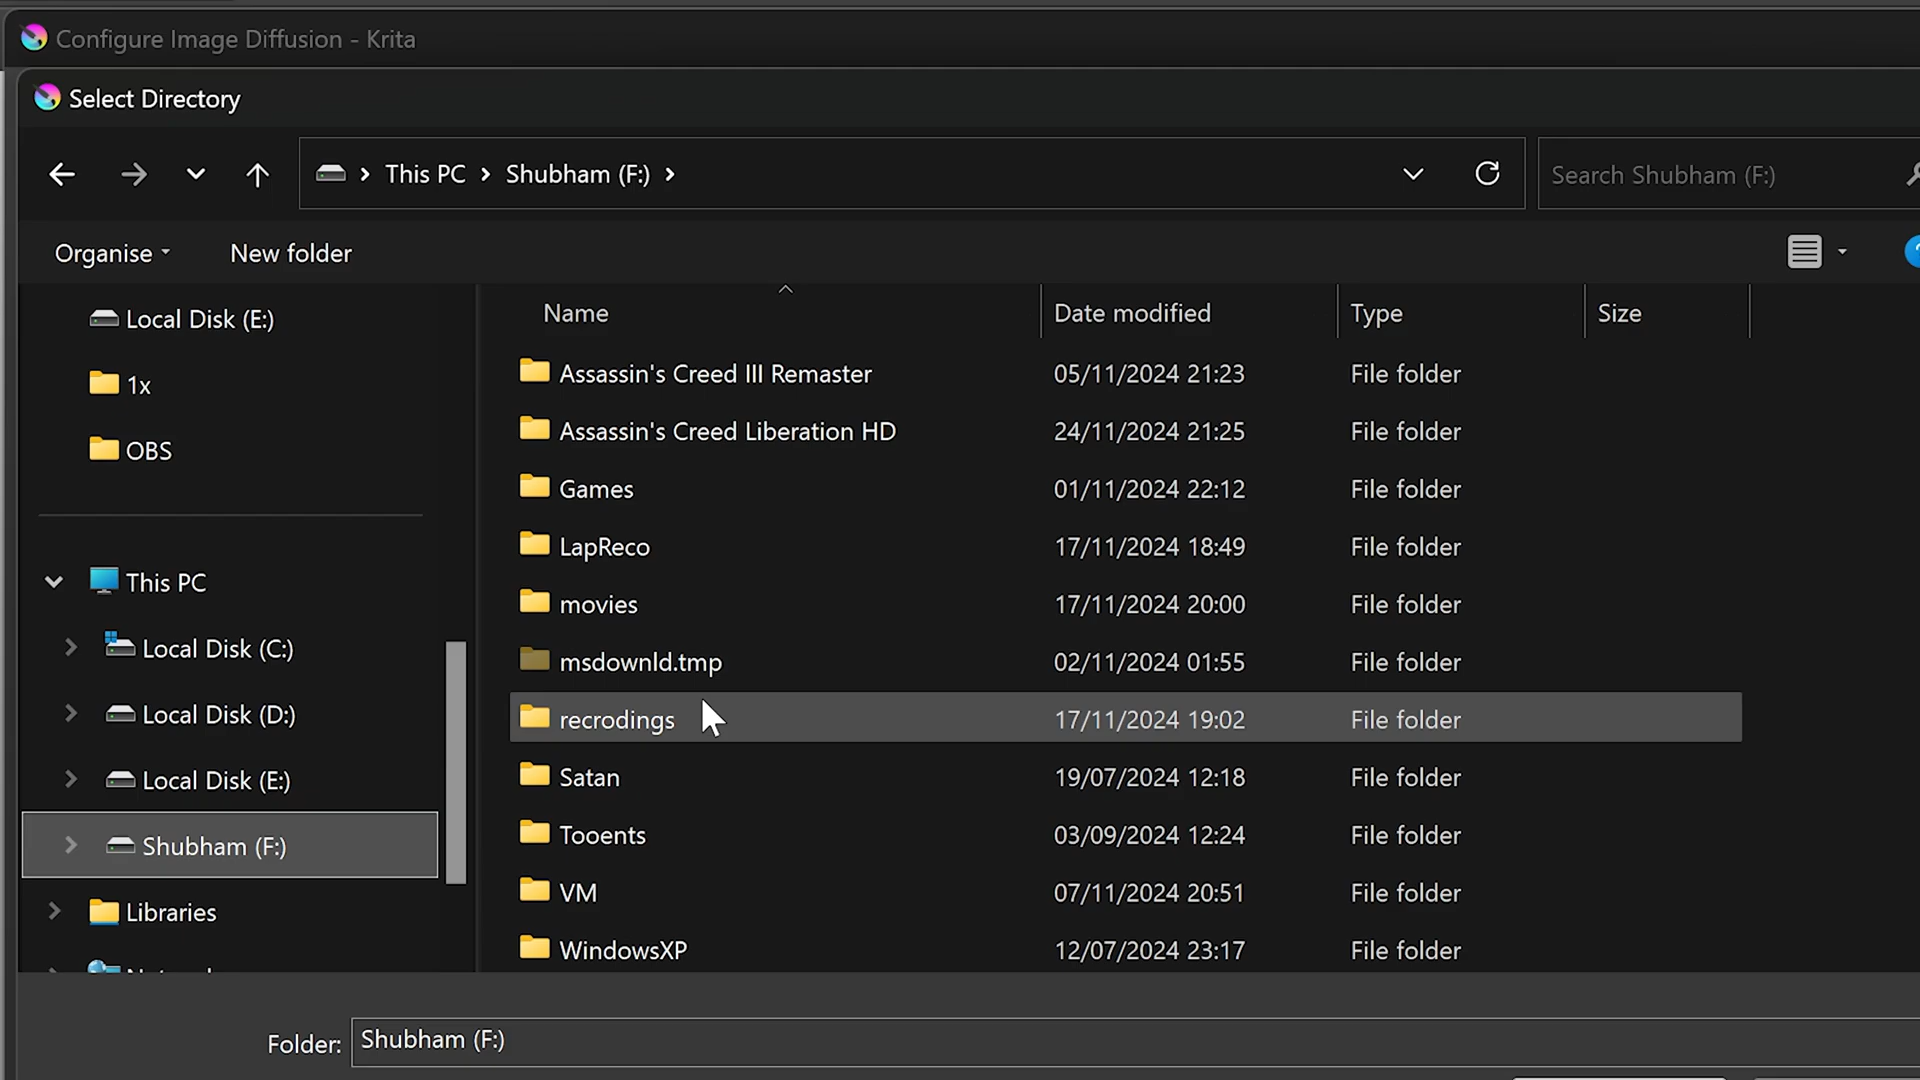 Configure Image Diffusion - Krita
Select Directory
This PC Shubham (F:)
Search Shubham (F:)
Organise New folder
Local Disk (E:)
1x
OBS
This PC
Local Disk (C:)
Local Disk (D:)
Local Disk (E:)
Shubham (F:)
Libraries
Name Date modified Type Size
Assassin's Creed III Remaster 05/11/2024 21:23 File folder
Assassin's Creed Liberation HD 24/11/2024 21:25 File folder
Games 01/11/2024 22:12 File folder
LapReco 17/11/2024 18:49 File folder
movies 17/11/2024 20:00 File folder
msdownld.tmp 02/11/2024 01:55 File folder
recrodings 17/11/2024 19:02 File folder
Satan 19/07/2024 12:18 File folder
Tooents 03/09/2024 12:24 File folder
VM 07/11/2024 20:51 File folder
WindowsXP 12/07/2024 23:17 File folder
Folder: Shubham (F:)